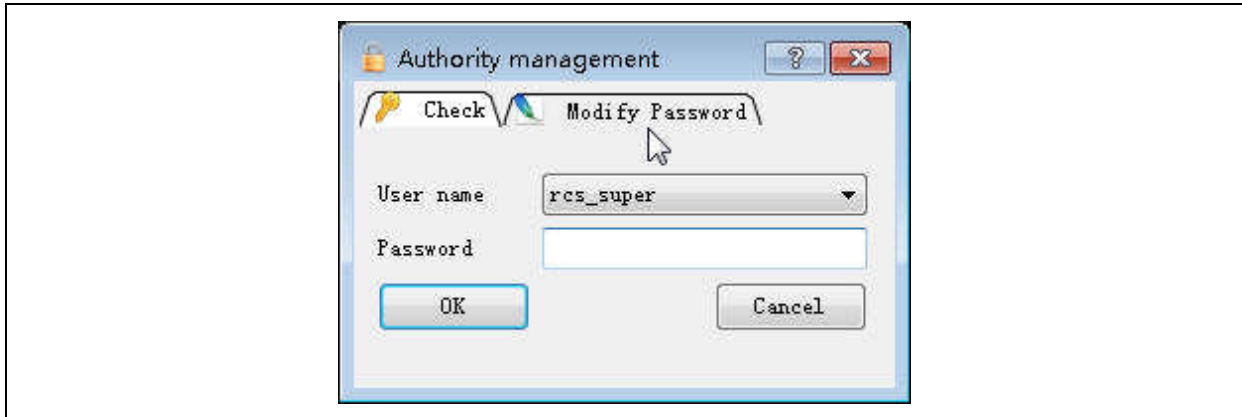 Authority management
Check Modify Password
User name rcs_super
Password
OK Cancel